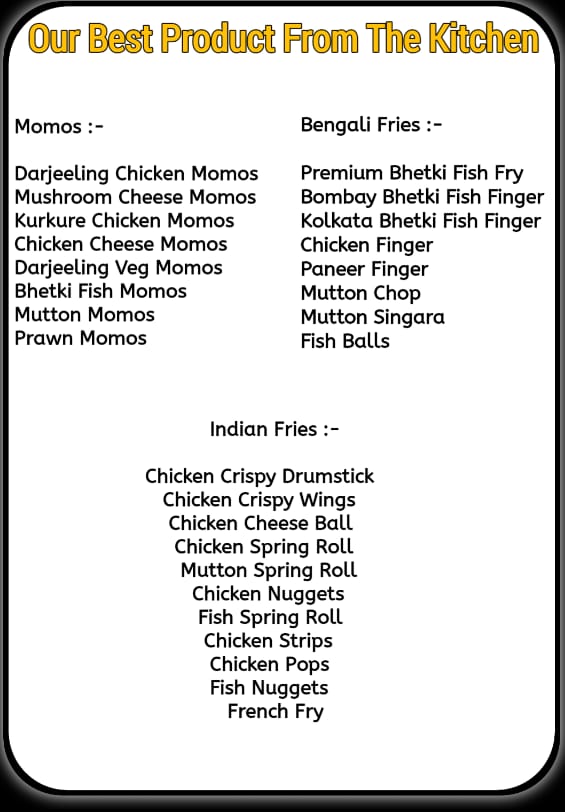 Our Best Product From The Kitchen
Momos :-
Darjeeling Chicken Momos
Mushroom Cheese Momos
Kurkure Chicken Momos
Chicken Cheese Momos
Darjeeling Veg Momos
Bhetki Fish Momos
Mutton Momos
Prawn Momos
Bengali Fries :-
Premium Bhetki Fish Fry
Bombay Bhetki Fish Finger
Kolkata Bhetki Fish Finger
Chicken Finger
Paneer Finger
Mutton Chop
Mutton Singara
Fish Balls
Indian Fries :-
Chicken Crispy Drumstick
Chicken Crispy Wings
Chicken Cheese Ball
Chicken Spring Roll
Mutton Spring Roll
Chicken Nuggets
Fish Spring Roll
Chicken Strips
Chicken Pops
Fish Nuggets
French Fry